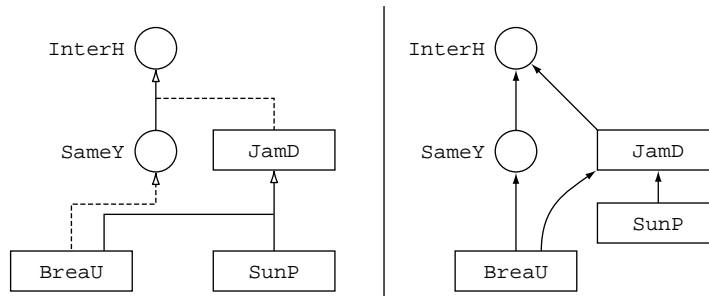 InterH
SameY
JamD
BreaU
SunP
InterH
SameY
JamD
SunP
BreaU